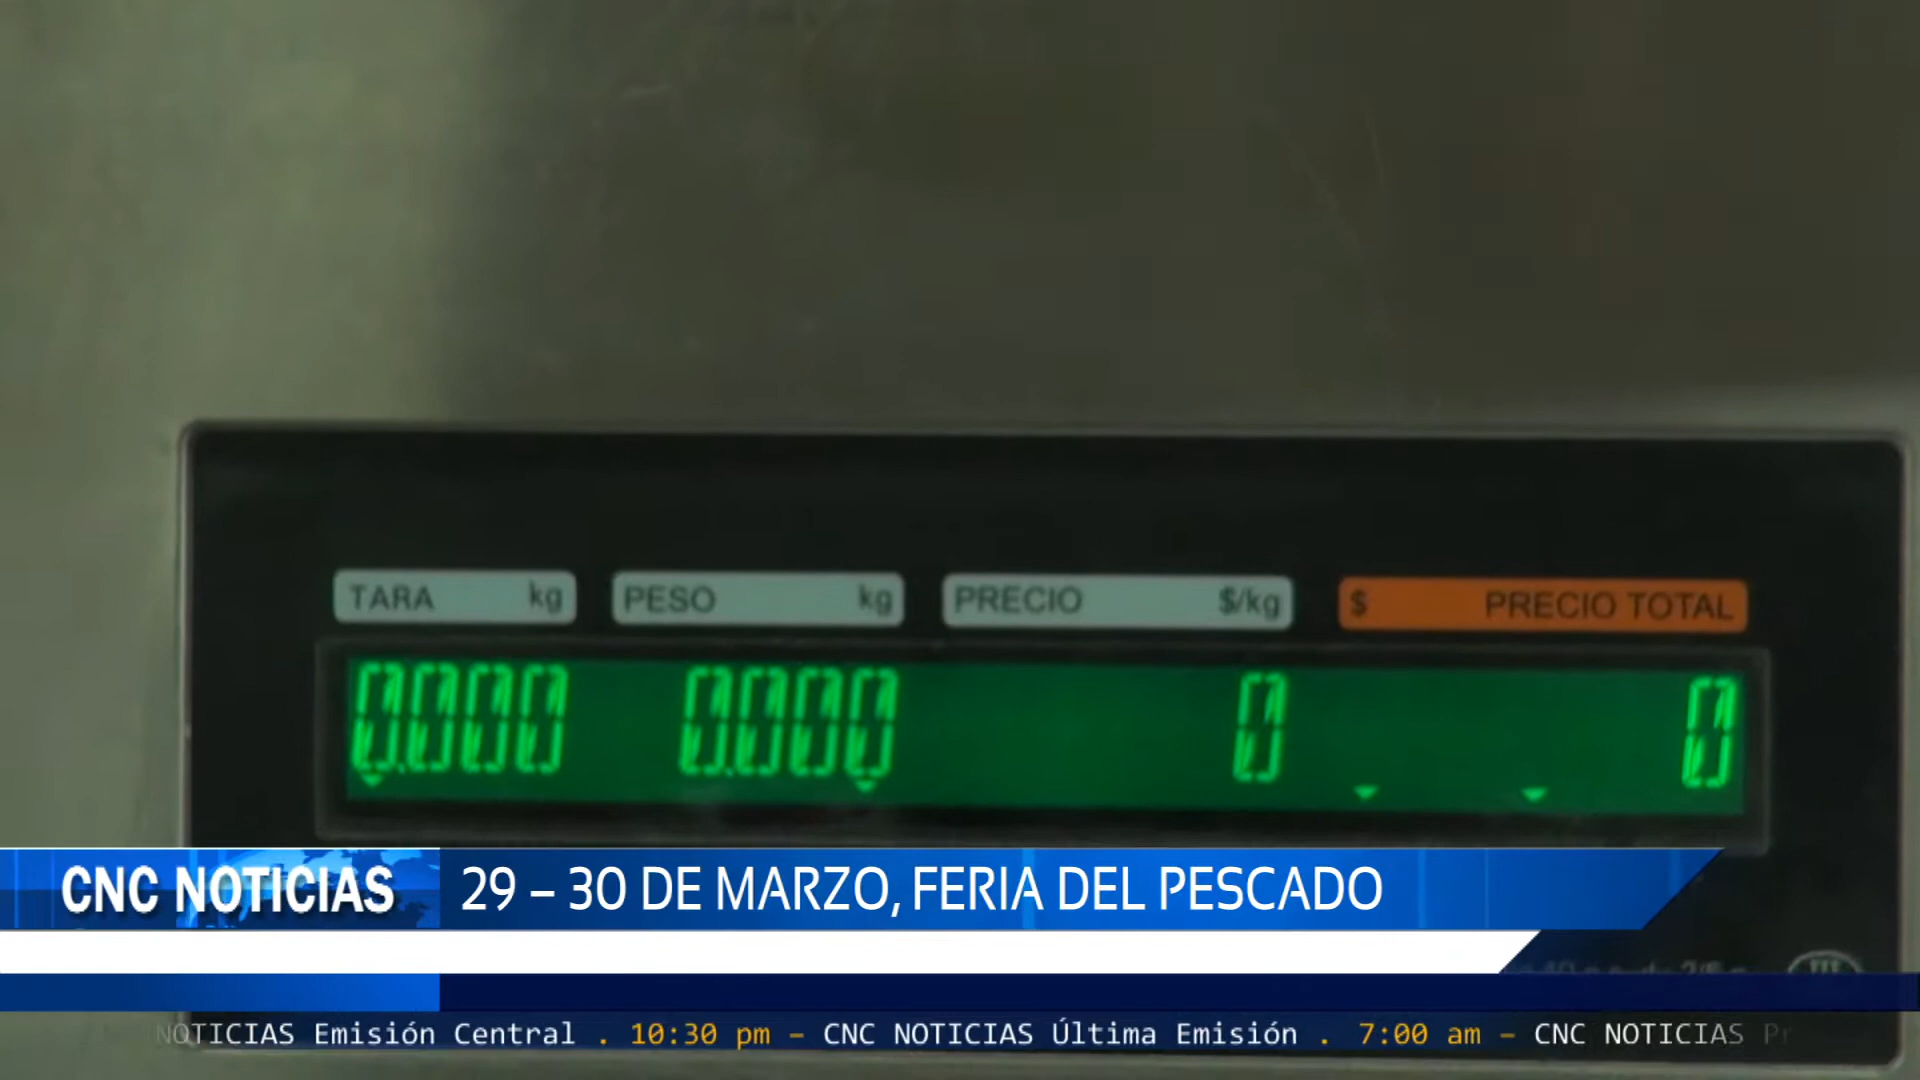 TARA kg PESO kg PRECIO $/kg $ PRECIO TOTAL
0.000 0.000 0 0
CNC NOTICIAS 29 – 30 DE MARZO, FERIA DEL PESCADO
NOTICIAS Emisión Central . 10:30 pm – CNC NOTICIAS Última Emisión . 7:00 am – CNC NOTICIAS